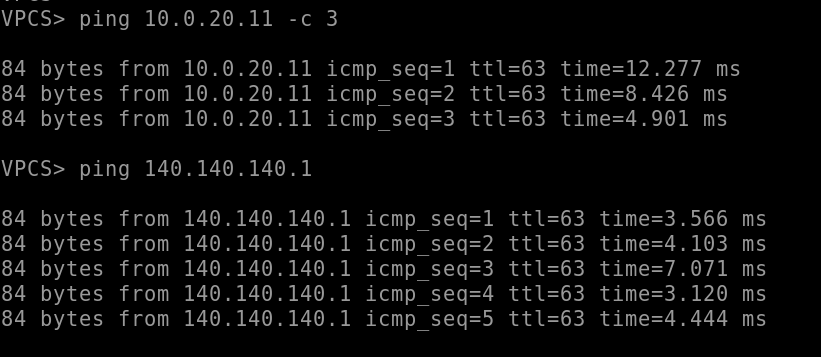 VPCS> ping 10.0.20.11 -c 3
84 bytes from 10.0.20.11 icmp_seq=1 ttl=63 time=12.277 ms
84 bytes from 10.0.20.11 icmp_seq=2 ttl=63 time=8.426 ms
84 bytes from 10.0.20.11 icmp_seq=3 ttl=63 time=4.901 ms
VPCS> ping 140.140.140.1
84 bytes from 140.140.140.1 icmp_seq=1 ttl=63 time=3.566 ms
84 bytes from 140.140.140.1 icmp_seq=2 ttl=63 time=4.103 ms
84 bytes from 140.140.140.1 icmp_seq=3 ttl=63 time=7.071 ms
84 bytes from 140.140.140.1 icmp_seq=4 ttl=63 time=3.120 ms
84 bytes from 140.140.140.1 icmp_seq=5 ttl=63 time=4.444 ms